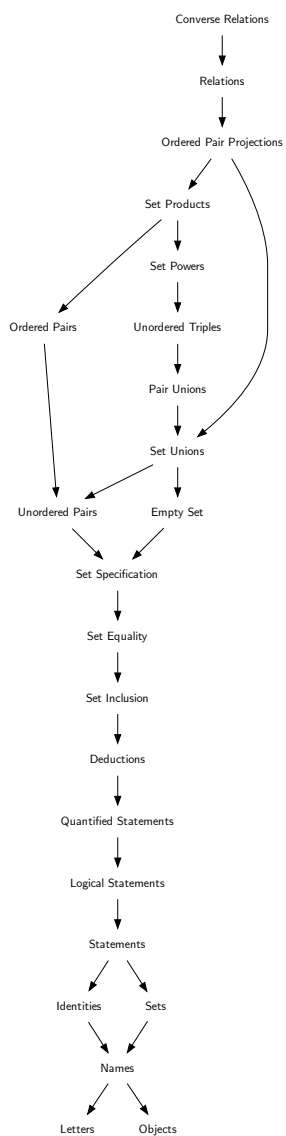 Converse Relations
Relations
Ordered Pair Projections
Set Products
Set Powers
Ordered Pairs
Unordered Triples
Pair Unions
Set Unions
Unordered Pairs
Empty Set
Set Specification
Set Equality
Set Inclusion
Deductions
Quantified Statements
Logical Statements
Statements
Identities
Sets
Names
Letters
Objects